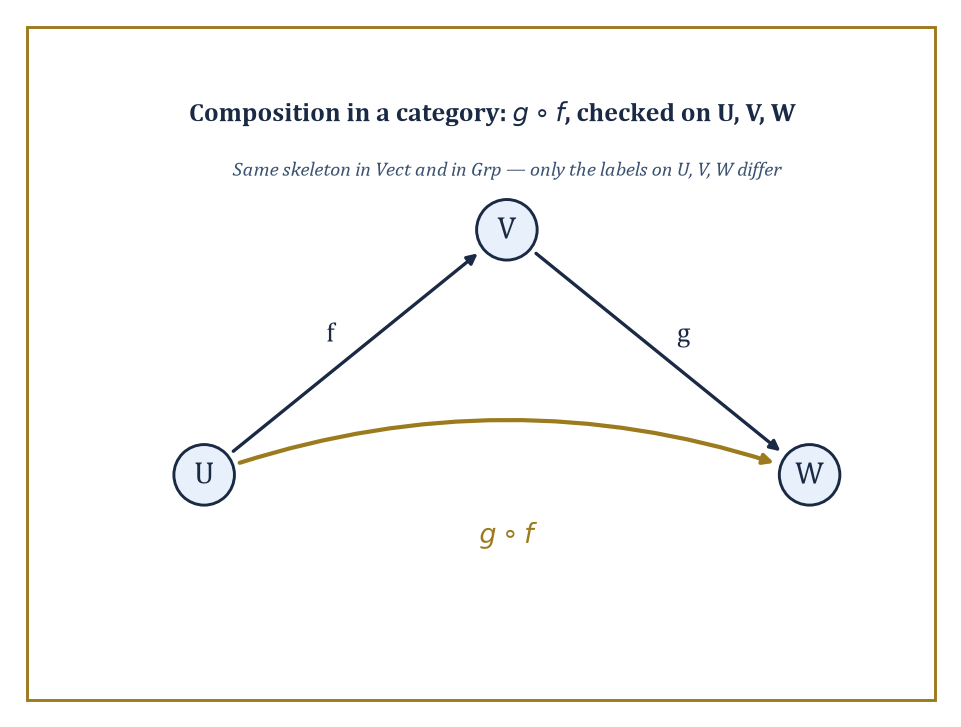 Composition in a category: g ∘ f, checked on U, V, W
Same skeleton in Vect and in Grp — only the labels on U, V, W differ
V
f
g
U
W
g ∘ f